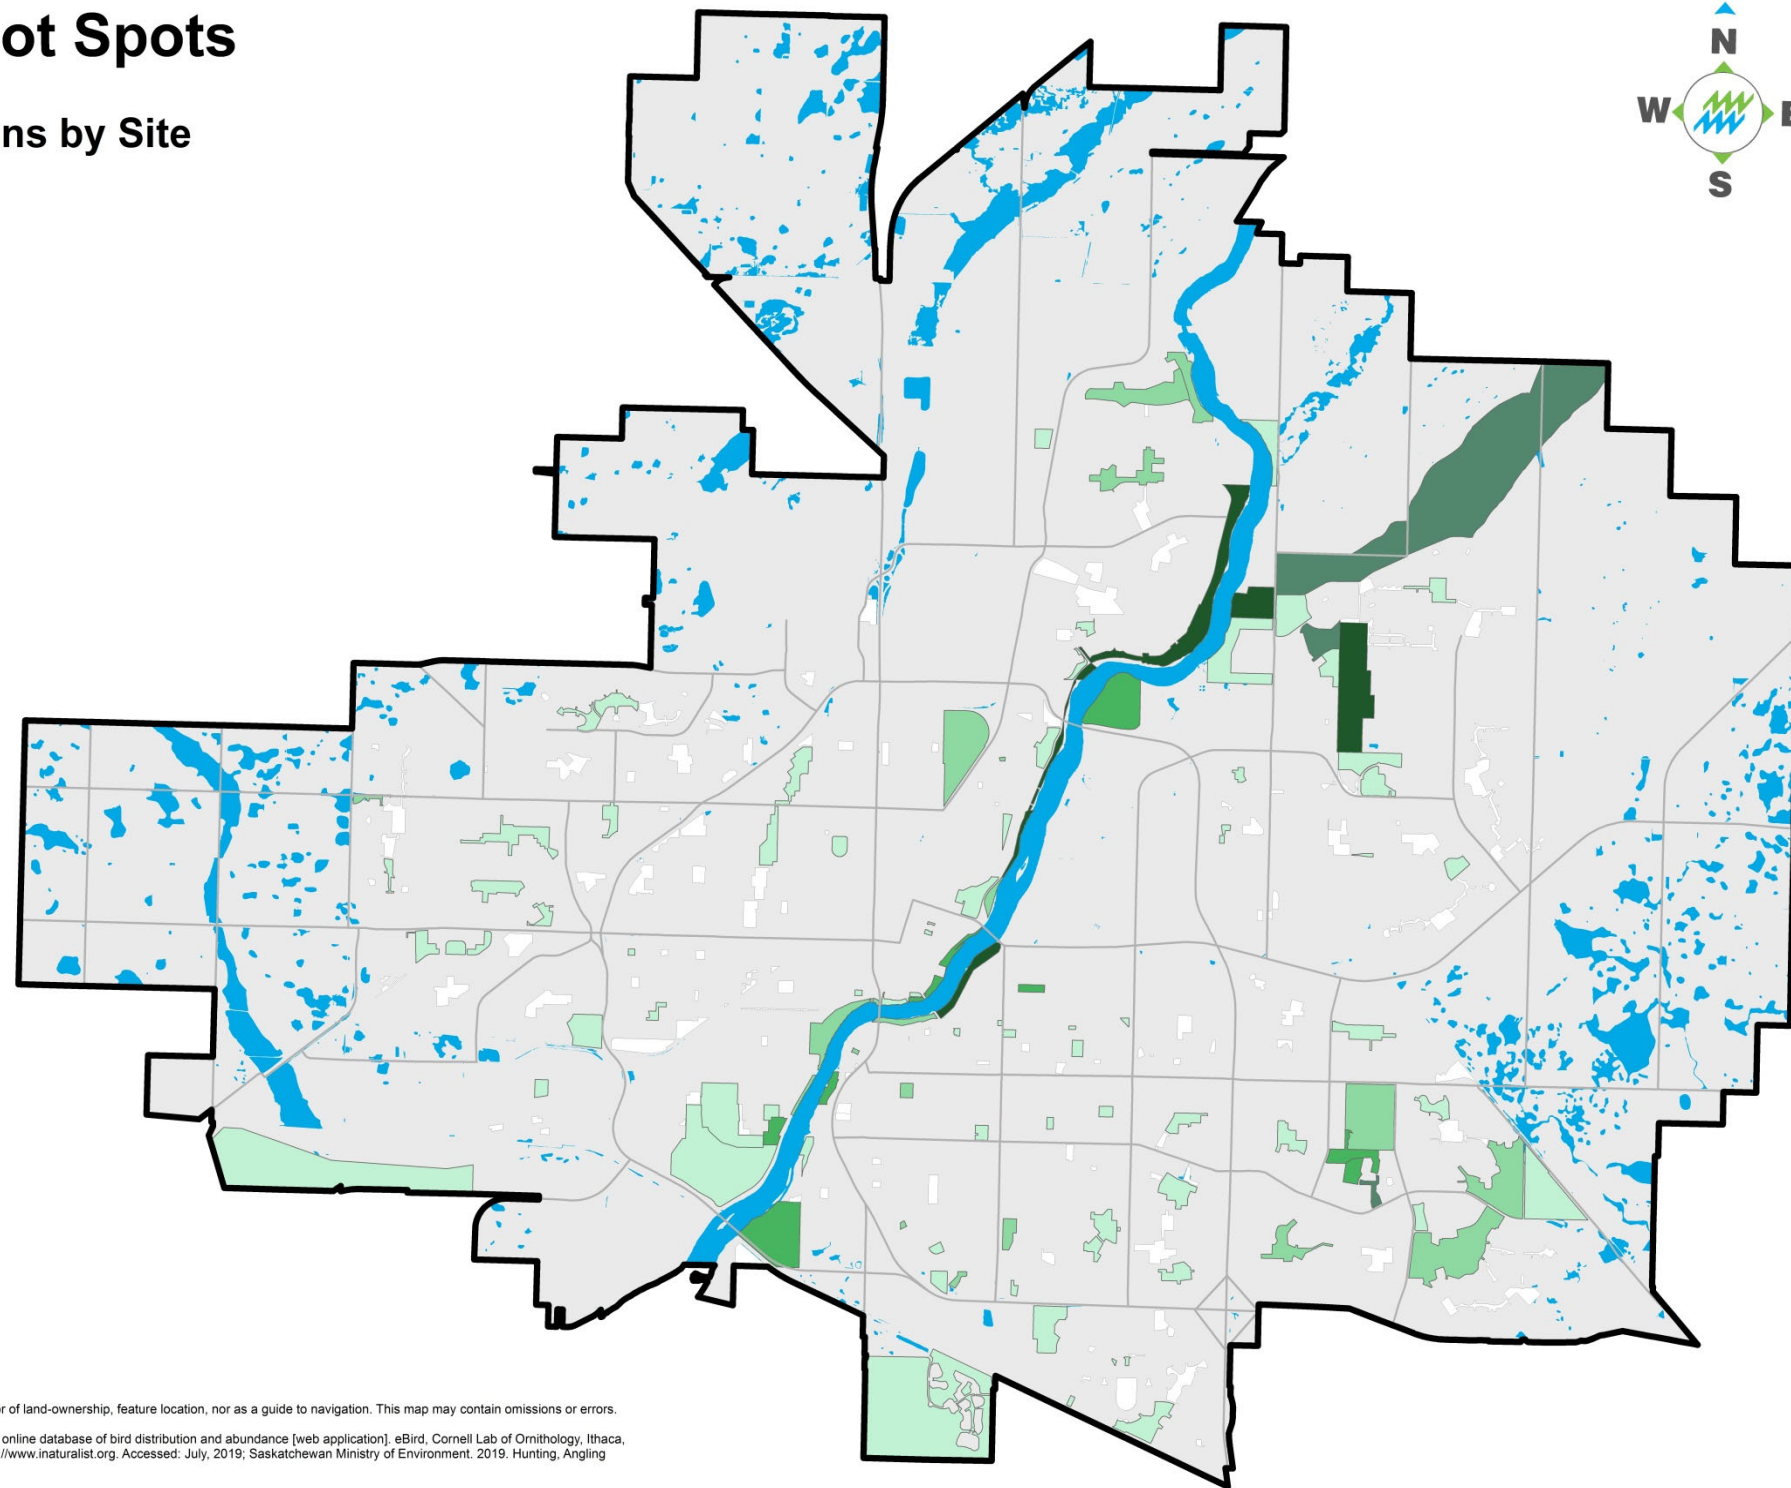 ot Spots
ns by Site
N
W
S
r of land-ownership, feature location, nor as a guide to navigation. This map may contain omissions or errors.
online database of bird distribution and abundance [web application]. eBird, Cornell Lab of Ornithology, Ithaca,
//www.inaturalist.org. Accessed: July, 2019; Saskatchewan Ministry of Environment. 2019. Hunting, Angling